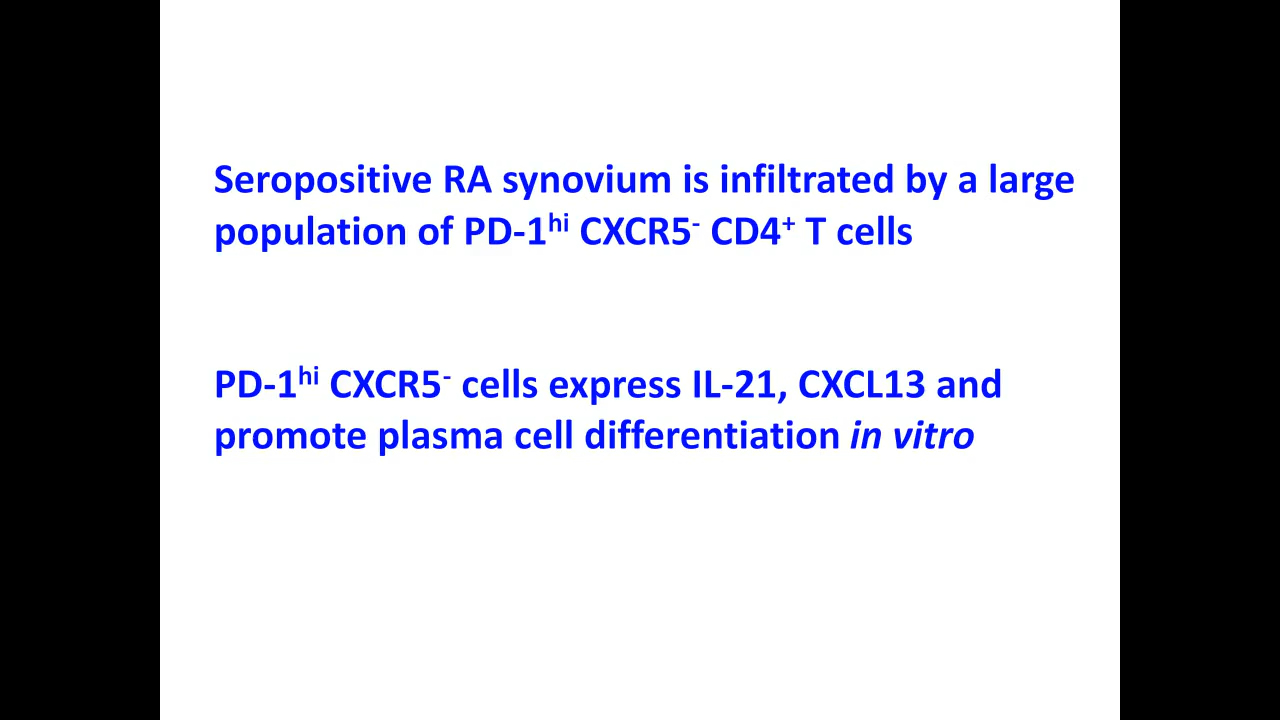 Seropositive RA synovium is infiltrated by a large
population of PD-1ʰⁱ CXCR5⁻ CD4⁺ T cells
PD-1ʰⁱ CXCR5⁻ cells express IL-21, CXCL13 and
promote plasma cell differentiation in vitro